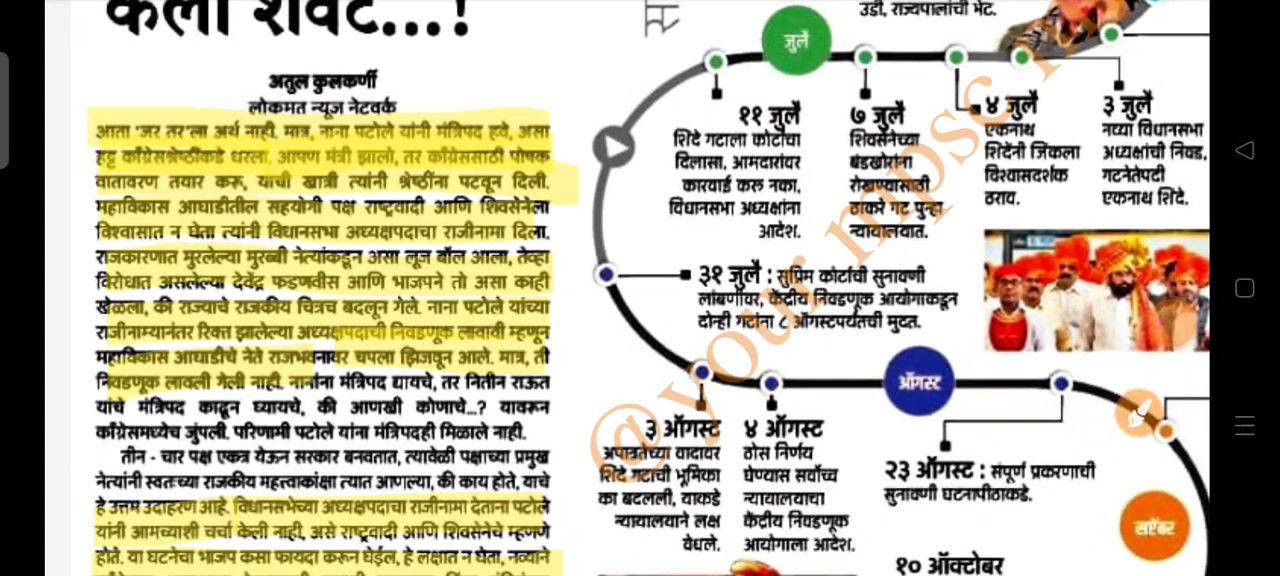 केला शेवट...!
अतुल कुलकर्णी
लोकमत न्यूज नेटवर्क
आता 'जर तर'ला अर्थ नाही. मात्र, नाना पटोले यांनी मंत्रिपद हवे, असा
हट्ट काँग्रेसश्रेष्ठींकडे धरला. आपण मंत्री झालो, तर काँग्रेससाठी पोषक
वातावरण तयार करू, याची खात्री त्यांनी श्रेष्ठींना पटवून दिली.
महाविकास आघाडीतील सहयोगी पक्ष राष्ट्रवादी आणि शिवसेनेला
विश्वासात न घेता त्यांनी विधानसभा अध्यक्षपदाचा राजीनामा दिला.
राजकारणात मुरलेल्या मुरब्बी नेत्यांकडून असा लूज बॉल आला, तेव्हा
विरोधात असलेल्या देवेंद्र फडणवीस आणि भाजपने तो असा काही
खेळला, की राज्याचे राजकीय चित्रच बदलून गेले. नाना पटोले यांच्या
राजीनाम्यानंतर रिक्त झालेल्या अध्यक्षपदाची निवडणूक लावावी म्हणून
महाविकास आघाडीचे नेते राजभवनावर चपला झिजवून आले. मात्र, ती
निवडणूक लावली गेली नाही. नानांना मंत्रिपद द्यायचे, तर नितीन राऊत
यांचे मंत्रिपद काढून घ्यायचे, की आणखी कोणाचे...? यावरून
काँग्रेसमध्येच जुंपली. परिणामी पटोले यांना मंत्रिपदही मिळाले नाही.
तीन - चार पक्ष एकत्र येऊन सरकार बनवतात, त्यावेळी पक्षाच्या प्रमुख
नेत्यांनी स्वतःच्या राजकीय महत्त्वाकांक्षा त्यात आणल्या, की काय होते, याचे
हे उत्तम उदाहरण आहे. विधानसभेच्या अध्यक्षपदाचा राजीनामा देताना पटोले
यांनी आमच्याशी चर्चा केली नाही, असे राष्ट्रवादी आणि शिवसेनेचे म्हणणे
होते. या घटनेचा भाजप कसा फायदा करून घेईल, हे लक्षात न घेता, नव्याने
उडी, राज्यपालांची भेट.
जुलै
११ जुलै
शिंदे गटाला कोर्टाचा
दिलासा, आमदारांवर
कारवाई करू नका,
विधानसभा अध्यक्षांना
आदेश.
७ जुलै
शिवसेनेच्या
बंडखोरांना
रोखण्यासाठी
ठाकरे गट पुन्हा
न्यायालयात.
४ जुलै
एकनाथ
शिंदेंनी जिंकला
विश्वासदर्शक
ठराव.
३ जुलै
नव्या विधानसभा
अध्यक्षांची निवड,
गटनेतेपदी
एकनाथ शिंदे.
३१ जुलै : सुप्रिम कोर्टाची सुनावणी
लांबणीवर, केंद्रीय निवडणूक आयोगाकडून
दोन्ही गटांना ८ ऑगस्टपर्यंतची मुदत.
ऑगस्ट
३ ऑगस्ट
अपात्रतेच्या वादावर
शिंदे गटाची भूमिका
का बदलली, याकडे
न्यायालयाने लक्ष
वेधले.
४ ऑगस्ट
ठोस निर्णय
घेण्यास सर्वोच्च
न्यायालयाचा
केंद्रीय निवडणूक
आयोगाला आदेश.
२३ ऑगस्ट : संपूर्ण प्रकरणाची
सुनावणी घटनापीठाकडे.
सप्टेंबर
१० ऑक्टोबर
@your mpsc